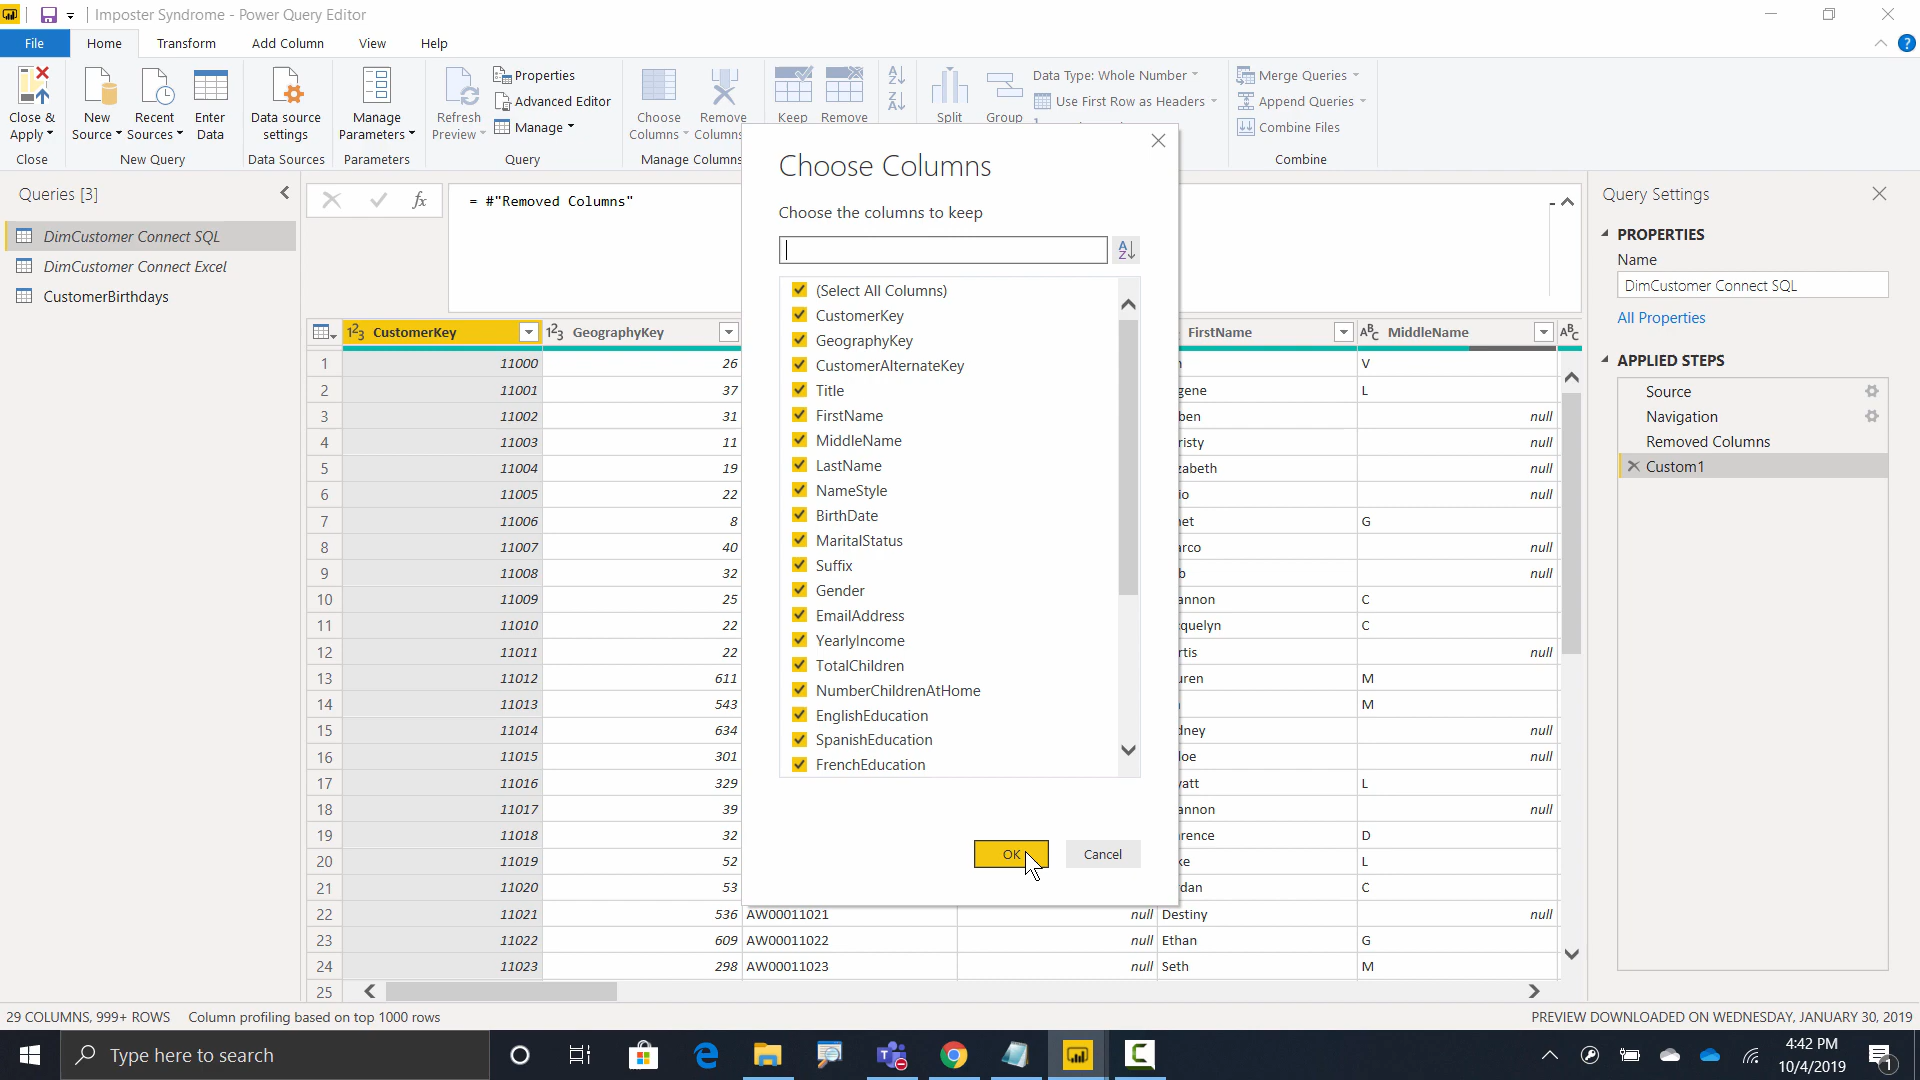 Imposter Syndrome - Power Query Editor
File Home Transform Add Column View Help
Close & Apply
New Source
Recent Sources
Enter Data
Data source settings
Manage Parameters
Refresh Preview
Properties
Advanced Editor
Manage
Choose Columns
Remove Columns
Keep
Remove
Split
Group
Data Type: Whole Number
Use First Row as Headers
Merge Queries
Append Queries
Combine Files
Close
New Query
Data Sources
Parameters
Query
Manage Columns
Combine
Queries [3]
DimCustomer Connect SQL
DimCustomer Connect Excel
CustomerBirthdays
fx
= #"Removed Columns"
Choose Columns
Choose the columns to keep
(Select All Columns)
CustomerKey
GeographyKey
CustomerAlternateKey
Title
FirstName
MiddleName
LastName
NameStyle
BirthDate
MaritalStatus
Suffix
Gender
EmailAddress
YearlyIncome
TotalChildren
NumberChildrenAtHome
EnglishEducation
SpanishEducation
FrenchEducation
OK Cancel
CustomerKey GeographyKey FirstName MiddleName
1 11000 26 V
2 11001 37 gene L
3 11002 31 ben null
4 11003 11 risty null
5 11004 19 zabeth null
6 11005 22 io null
7 11006 8 net G
8 11007 40 arco null
9 11008 32 b null
10 11009 25 annon C
11 11010 22 quelyn C
12 11011 22 rtis null
13 11012 611 uren M
14 11013 543 M
15 11014 634 dney null
16 11015 301 loe null
17 11016 329 yatt L
18 11017 39 annon null
19 11018 32 rence D
20 11019 52 ke L
21 11020 53 dan C
22 11021 536 AW00011021 null Destiny null
23 11022 609 AW00011022 null Ethan G
24 11023 298 AW00011023 null Seth M
25
Query Settings
PROPERTIES
Name
DimCustomer Connect SQL
All Properties
APPLIED STEPS
Source
Navigation
Removed Columns
Custom1
29 COLUMNS, 999+ ROWS Column profiling based on top 1000 rows
PREVIEW DOWNLOADED ON WEDNESDAY, JANUARY 30, 2019
Type here to search
4:42 PM
10/4/2019
1